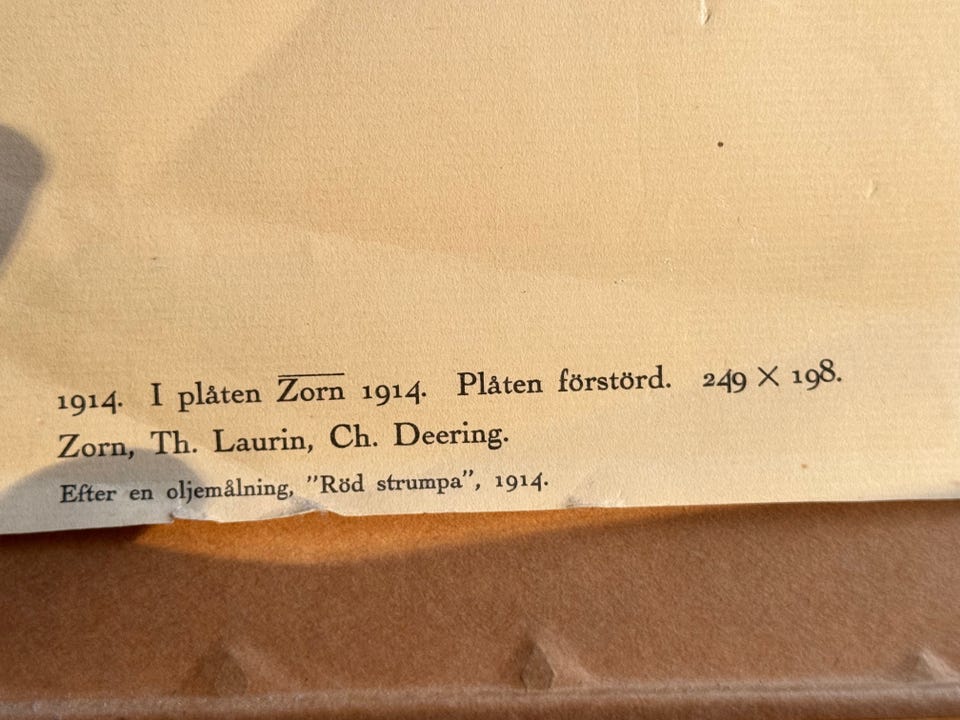 1914. I plåten Zorn 1914. Plåten förstörd. 249 × 198.
Zorn, Th. Laurin, Ch. Deering.
Efter en oljemålning, ”Röd strumpa”, 1914.